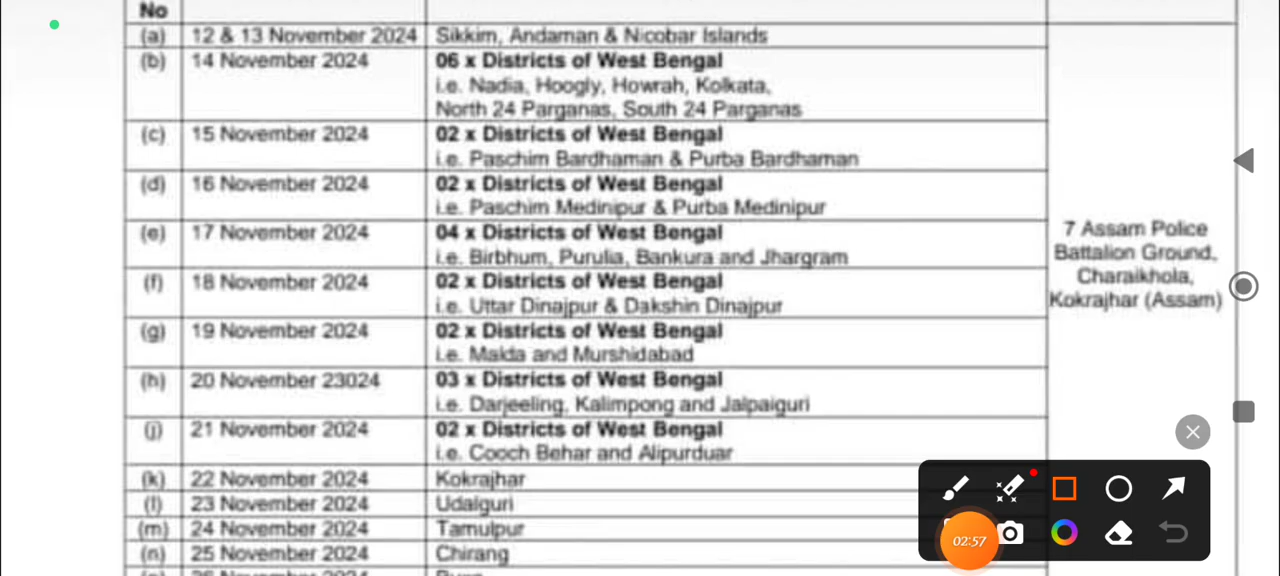 No
(a) 12 & 13 November 2024 Sikkim, Andaman & Nicobar Islands
(b) 14 November 2024 06 x Districts of West Bengal
i.e. Nadia, Hoogly, Howrah, Kolkata,
North 24 Parganas, South 24 Parganas
(c) 15 November 2024 02 x Districts of West Bengal
i.e. Paschim Bardhaman & Purba Bardhaman
(d) 16 November 2024 02 x Districts of West Bengal
i.e. Paschim Medinipur & Purba Medinipur
(e) 17 November 2024 04 x Districts of West Bengal
i.e. Birbhum, Purulia, Bankura and Jhargram
(f) 18 November 2024 02 x Districts of West Bengal
i.e. Uttar Dinajpur & Dakshin Dinajpur
(g) 19 November 2024 02 x Districts of West Bengal
i.e. Malda and Murshidabad
(h) 20 November 23024 03 x Districts of West Bengal
i.e. Darjeeling, Kalimpong and Jalpaiguri
(j) 21 November 2024 02 x Districts of West Bengal
i.e. Cooch Behar and Alipurduar
(k) 22 November 2024 Kokrajhar
(l) 23 November 2024 Udalguri
(m) 24 November 2024 Tamulpur
(n) 25 November 2024 Chirang
7 Assam Police
Battalion Ground,
Charaikhola,
Kokrajhar (Assam)
02:57